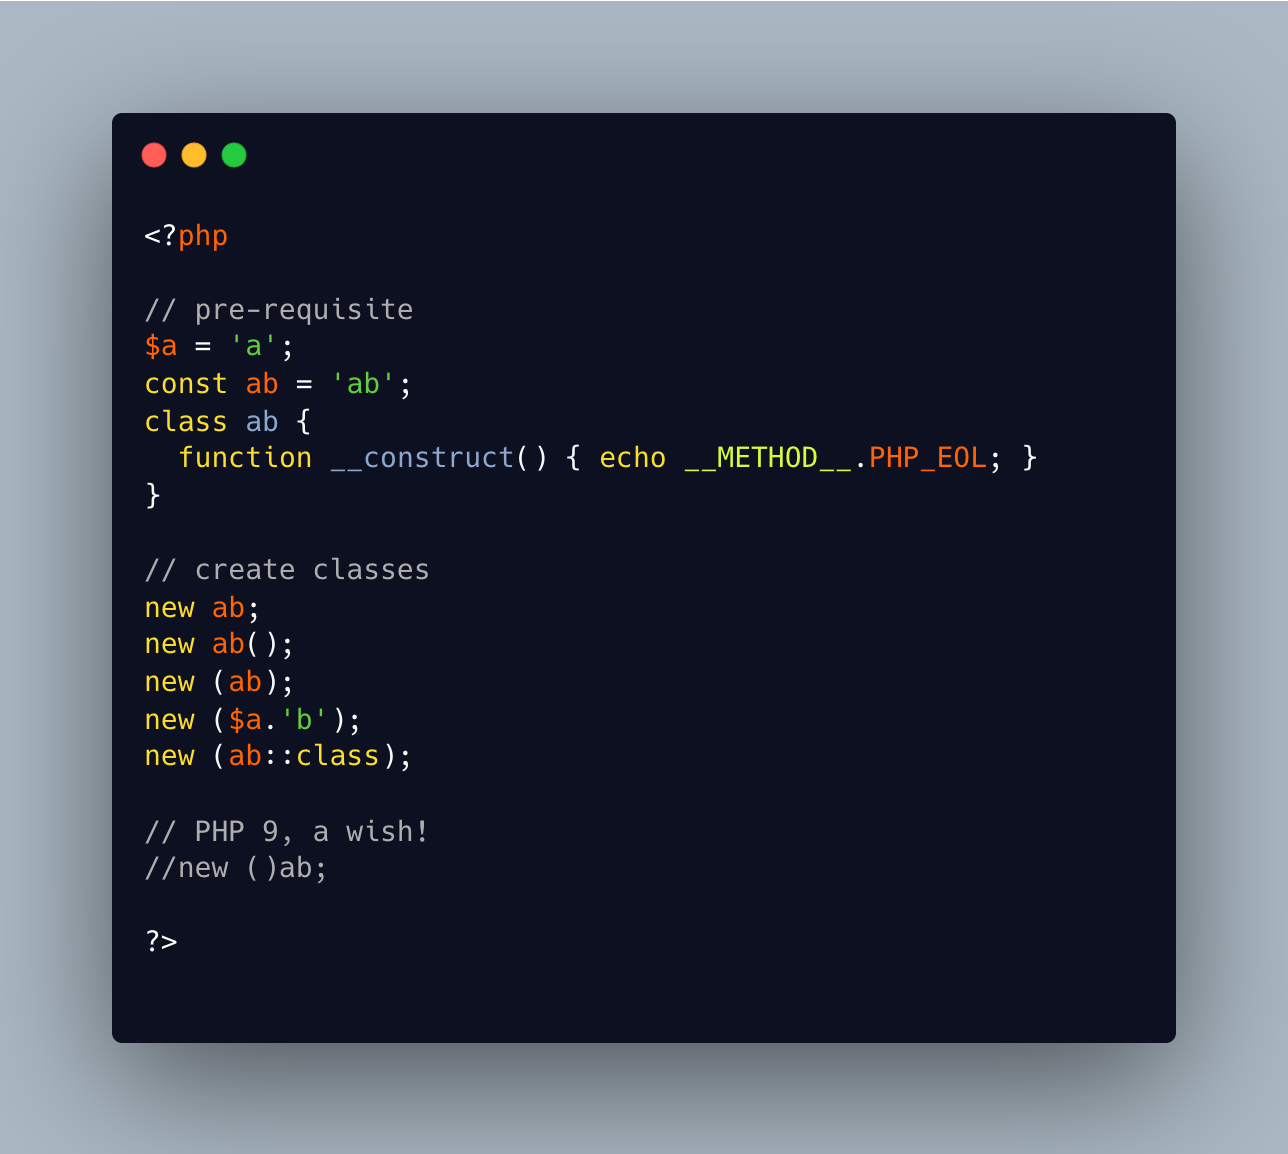 <?php
// pre-requisite
$a = 'a';
const ab = 'ab';
class ab {
  function __construct() { echo __METHOD__.PHP_EOL; }
}
// create classes
new ab;
new ab();
new (ab);
new ($a.'b');
new (ab::class);
// PHP 9, a wish!
//new ()ab;
?>